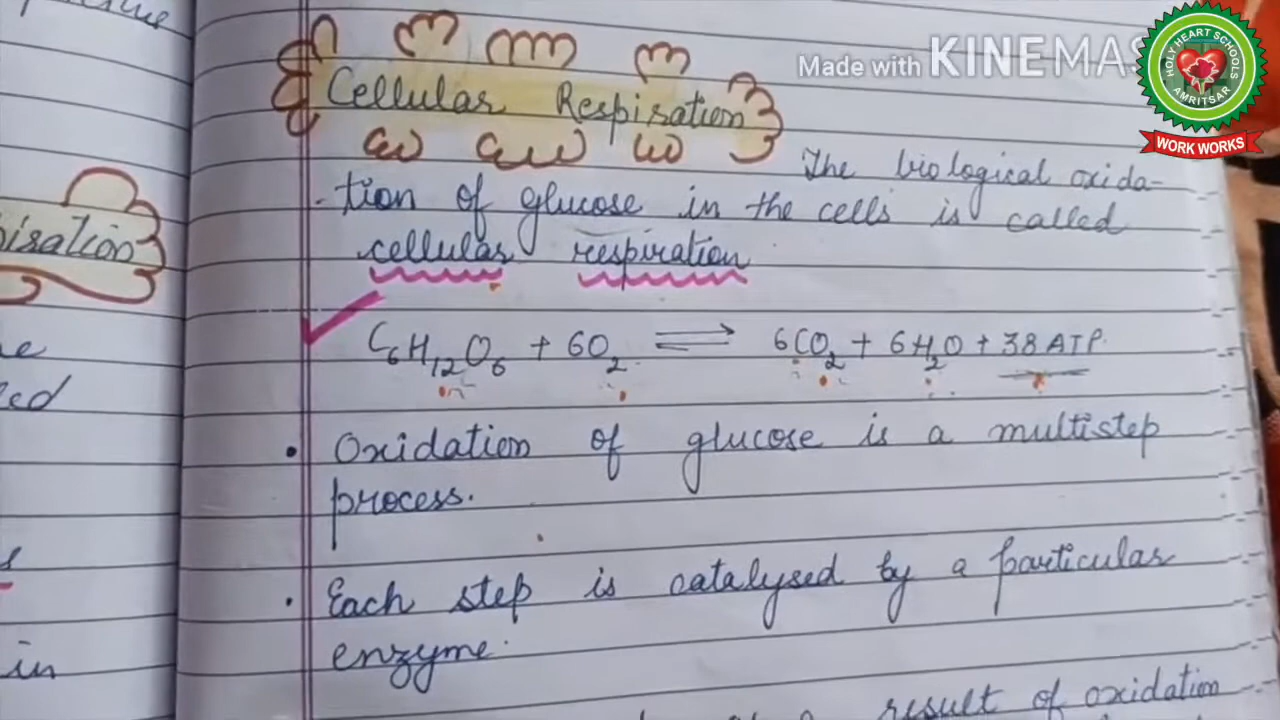 Made with KINEMAS
HOLY HEART SCHOOLS
AMRITSAR
WORK WORKS
Cellular Respiration
The biological oxida-
-tion of glucose in the cells is called
cellular respiration
C6H12O6 + 6O2 ⇌ 6CO2 + 6H2O + 38 ATP
• Oxidation of glucose is a multistep
process.
• Each step is catalysed by a particular
enzyme.
result of oxidation
in